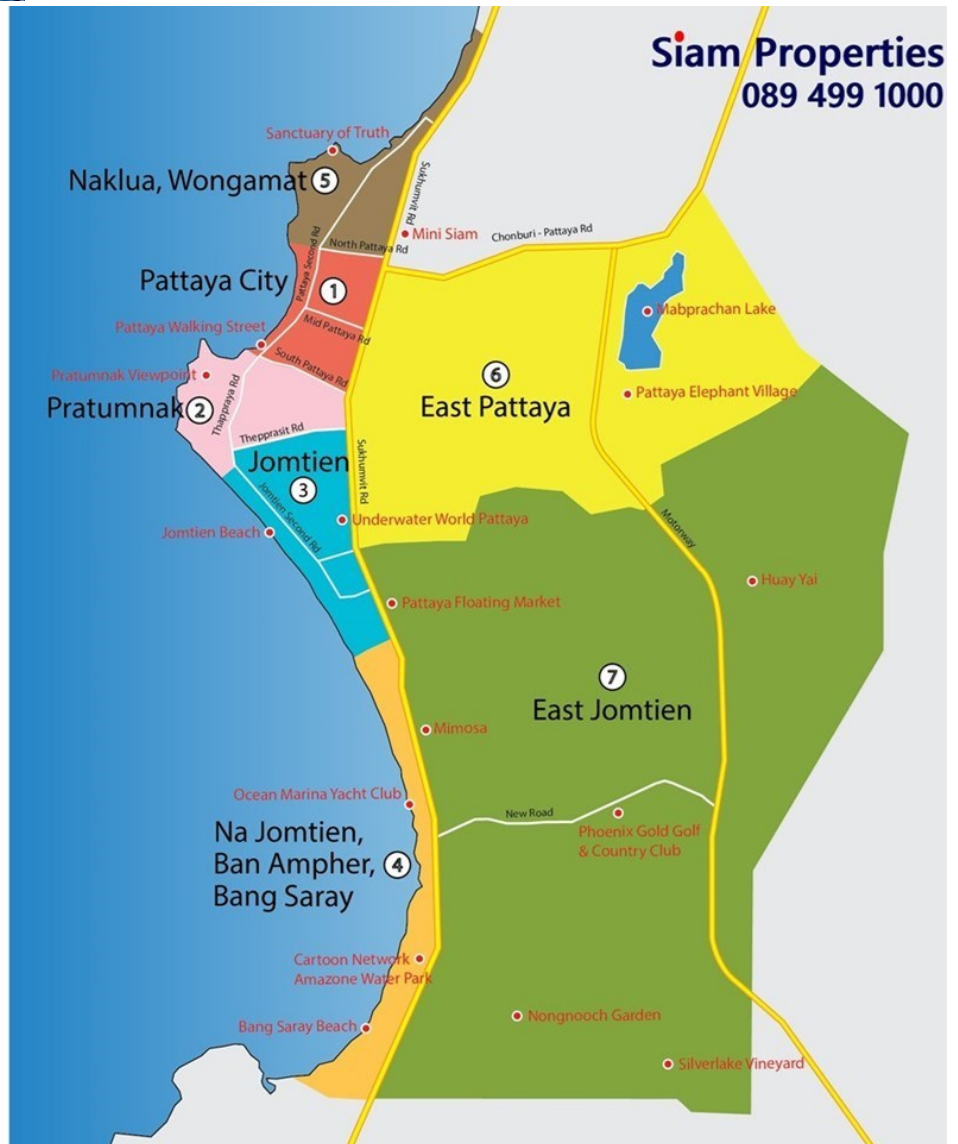 Siam Properties
089 499 1000
Sanctuary of Truth
Naklua, Wongamat 5
Sukhumvit Rd
Mini Siam
North Pattaya Rd
Chonburi - Pattaya Rd
Pattaya Second Rd
Pattaya City
1
Mabprachan Lake
Mid Pattaya Rd
Pattaya Walking Street
South Pattaya Rd
Pratumnak Viewpoint
6
East Pattaya
Pattaya Elephant Village
Pratumnak 2
Thappraya Rd
Thepprasit Rd
Jomtien
3
Sukhumvit Rd
Jomtien Second Rd
Underwater World Pattaya
Jomtien Beach
Motorway
Huay Yai
Pattaya Floating Market
7
East Jomtien
Mimosa
Ocean Marina Yacht Club
New Road
Phoenix Gold Golf
& Country Club
Na Jomtien,
Ban Ampher, 4
Bang Saray
Cartoon Network
Amazone Water Park
Nongnooch Garden
Bang Saray Beach
Silverlake Vineyard